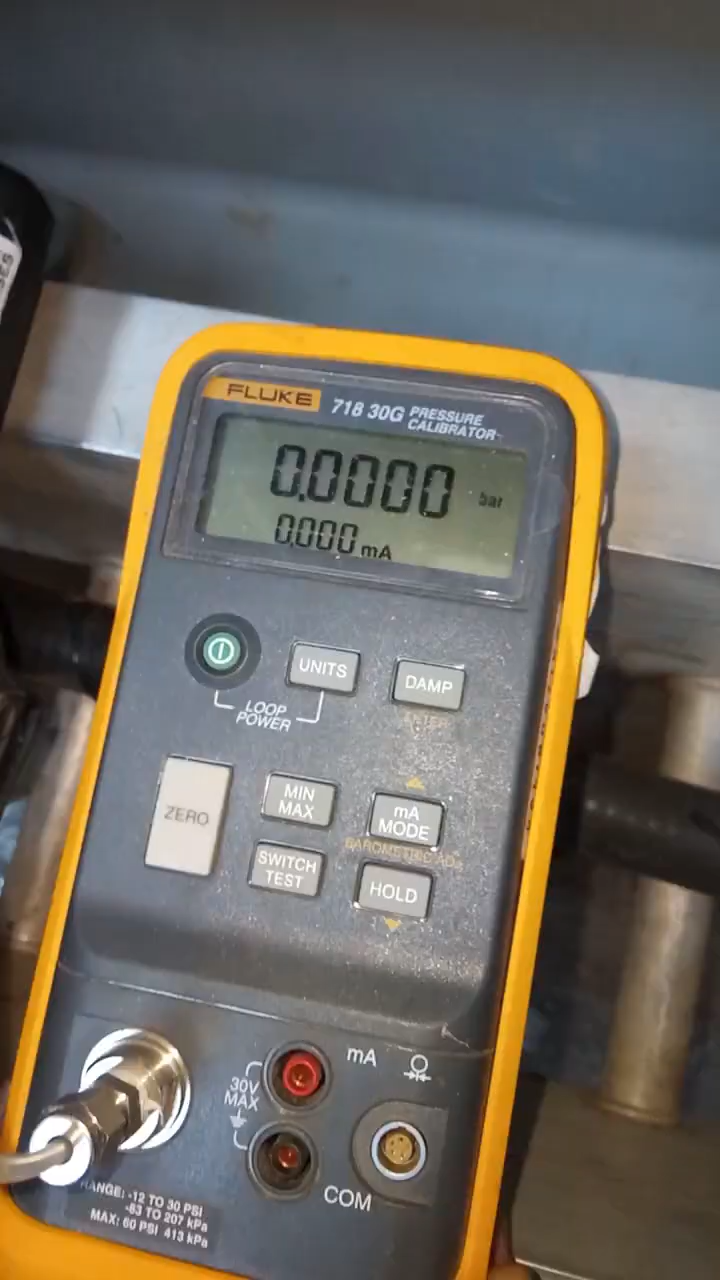 FLUKE 718 30G PRESSURE
CALIBRATOR
0.0000 bar
0.000 mA
UNITS
DAMP
LOOP
POWER
ZERO
MIN
MAX
mA
MODE
SWITCH
TEST
HOLD
mA
30V
MAX
COM
RANGE: -12 TO 30 PSI
-83 TO 207 kPa
MAX: 60 PSI 413 kPa